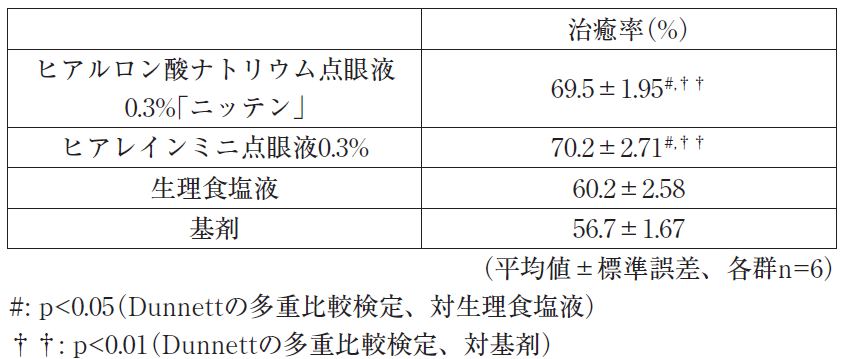 治癒率(%)
ヒアルロン酸ナトリウム点眼液
0.3%「ニッテン」
69.5±1.95#,††
ヒアレインミニ点眼液0.3%
70.2±2.71#,††
生理食塩液
60.2±2.58
基剤
56.7±1.67
(平均値±標準誤差、各群n=6)
#: p<0.05(Dunnettの多重比較検定、対生理食塩液)
††: p<0.01(Dunnettの多重比較検定、対基剤)